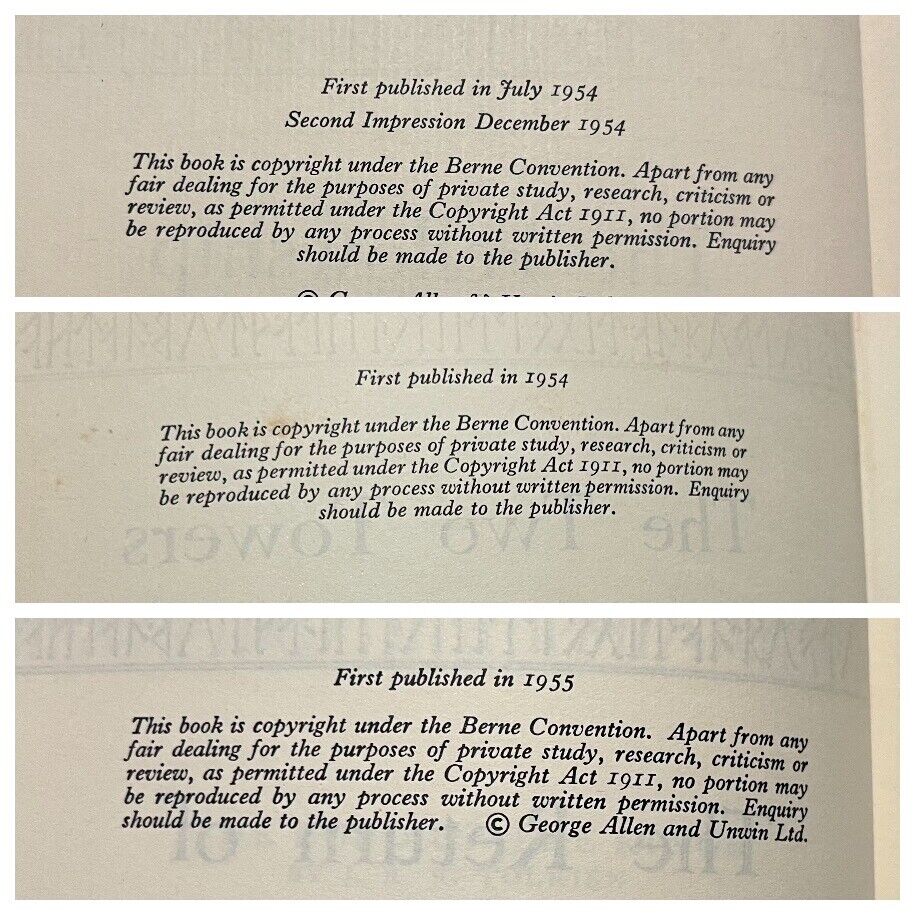 First published in July 1954
Second Impression December 1954
This book is copyright under the Berne Convention. Apart from any
fair dealing for the purposes of private study, research, criticism or
review, as permitted under the Copyright Act 1911, no portion may
be reproduced by any process without written permission. Enquiry
should be made to the publisher.
First published in 1954
This book is copyright under the Berne Convention. Apart from any
fair dealing for the purposes of private study, research, criticism or
review, as permitted under the Copyright Act 1911, no portion may
be reproduced by any process without written permission. Enquiry
should be made to the publisher.
The Two Towers
First published in 1955
This book is copyright under the Berne Convention. Apart from any
fair dealing for the purposes of private study, research, criticism or
review, as permitted under the Copyright Act 1911, no portion may
be reproduced by any process without written permission. Enquiry
should be made to the publisher. © George Allen and Unwin Ltd.
The Return of